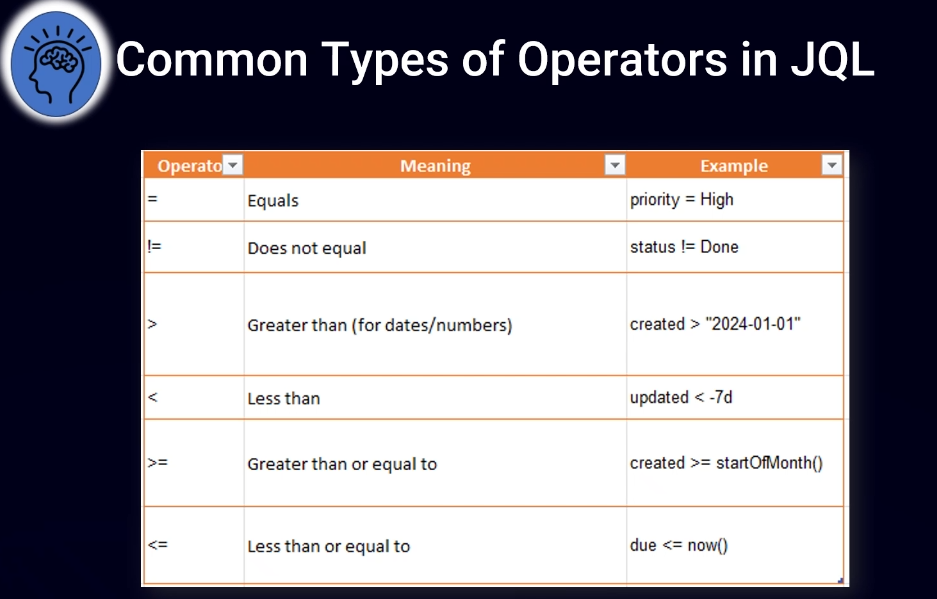 Common Types of Operators in JQL
Operato Meaning Example
= Equals priority = High
!= Does not equal status != Done
> Greater than (for dates/numbers) created > "2024-01-01"
< Less than updated < -7d
>= Greater than or equal to created >= startOfMonth()
<= Less than or equal to due <= now()